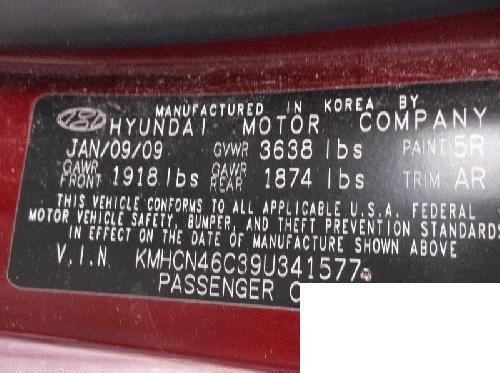 MANUFACTURED IN KOREA BY
HYUNDAI MOTOR COMPANY
JAN/09/09 GVWR 3638 lbs PAINT 5R
GAWR FRONT 1918 lbs GAWR REAR 1874 lbs TRIM AR
THIS VEHICLE CONFORMS TO ALL APPLICABLE U.S.A. FEDERAL
MOTOR VEHICLE SAFETY, BUMPER, AND THEFT PREVENTION STANDARDS
IN EFFECT ON THE DATE OF MANUFACTURE SHOWN ABOVE
V.I.N KMHCN46C39U341577
PASSENGER